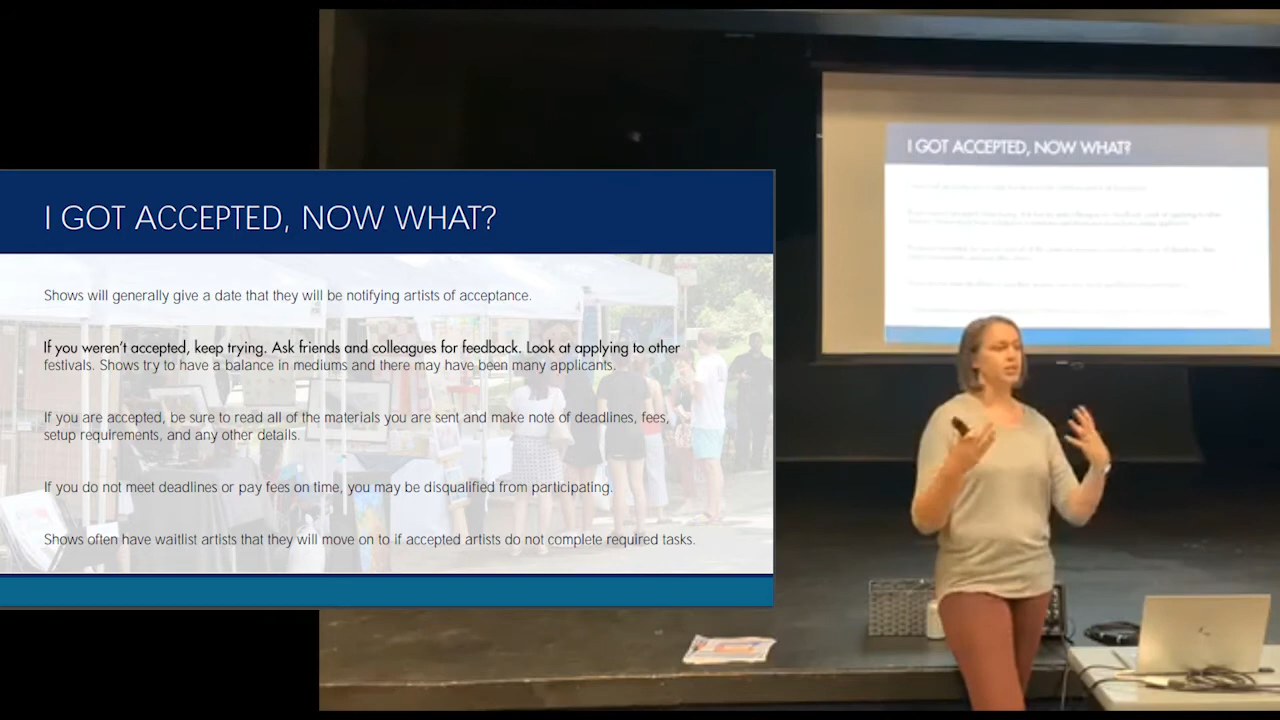 I GOT ACCEPTED, NOW WHAT?
Shows will generally give a date that they will be notifying artists of acceptance.
If you weren't accepted, keep trying. Ask friends and colleagues for feedback. Look at applying to other
festivals. Shows try to have a balance in mediums and there may have been many applicants.
If you are accepted, be sure to read all of the materials you are sent and make note of deadlines, fees,
setup requirements, and any other details.
If you do not meet deadlines or pay fees on time, you may be disqualified from participating.
Shows often have waitlist artists that they will move on to if accepted artists do not complete required tasks.
I GOT ACCEPTED, NOW WHAT?